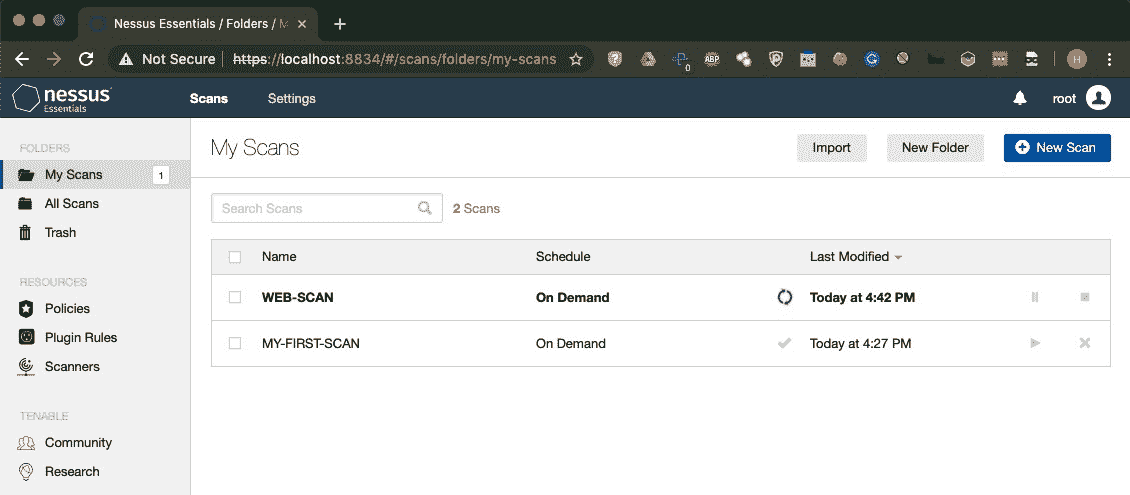 Nessus Essentials / Folders / M
Not Secure https://localhost:8834/#/scans/folders/my-scans
0 ABP H
nessus Essentials Scans Settings root
FOLDERS
My Scans 1
All Scans
Trash
RESOURCES
Policies
Plugin Rules
Scanners
TENABLE
Community
Research
My Scans Import New Folder New Scan
Search Scans 2 Scans
Name Schedule Last Modified
WEB-SCAN On Demand Today at 4:42 PM
MY-FIRST-SCAN On Demand Today at 4:27 PM